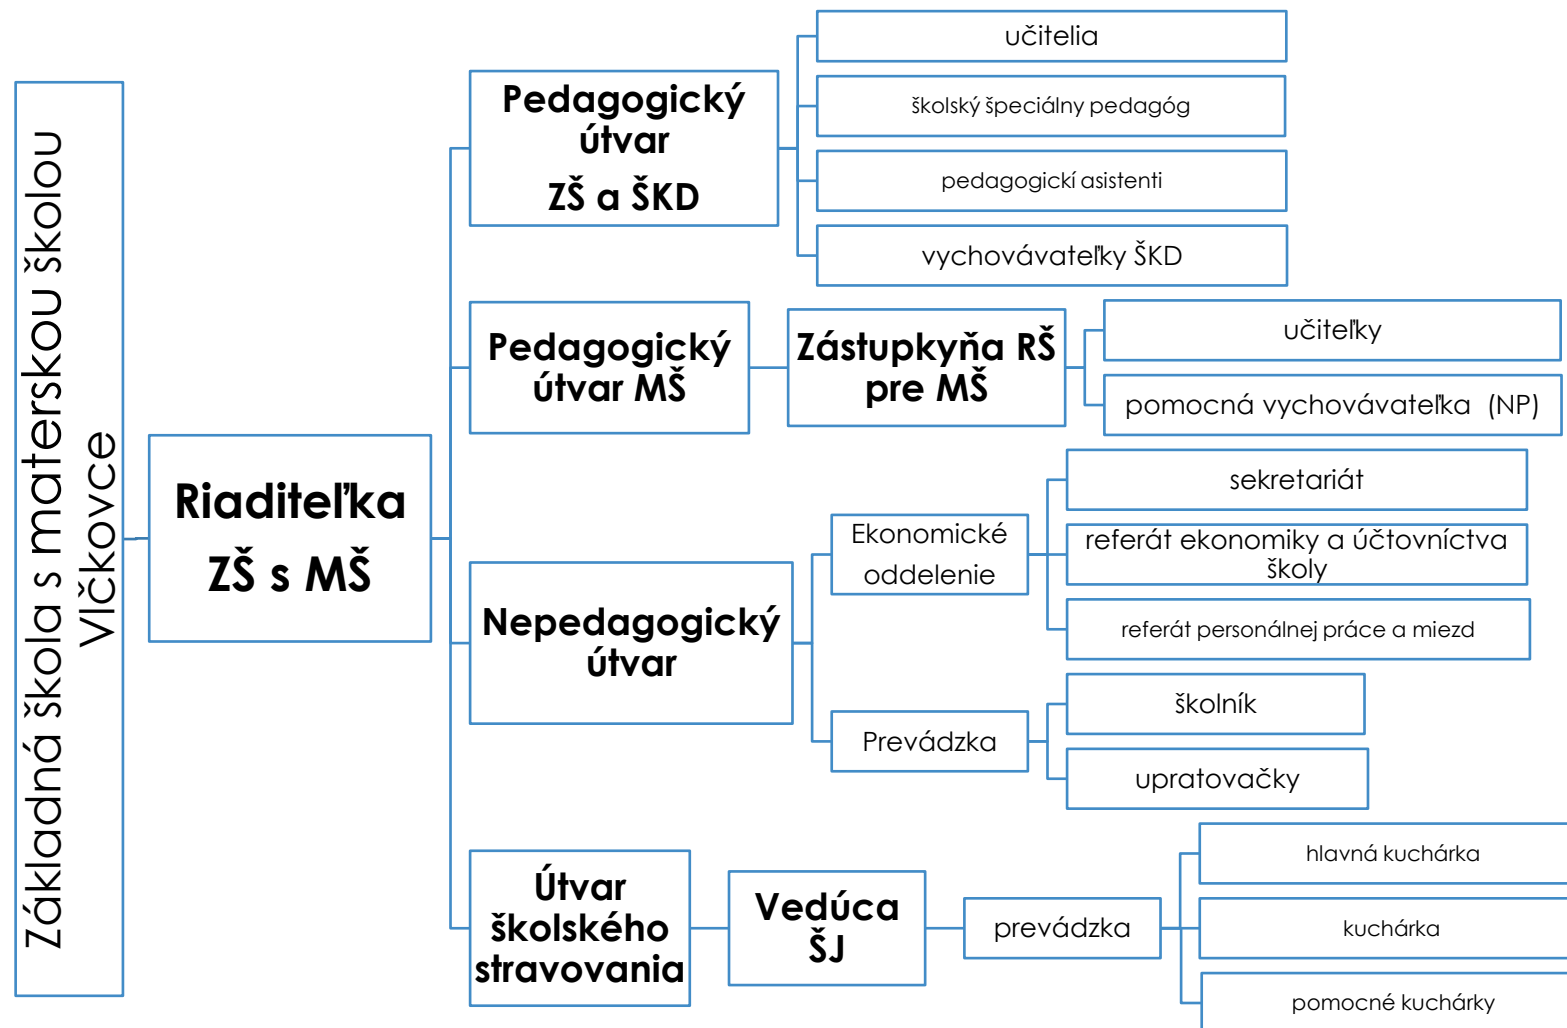 Základná škola s materskou školou
Vlčkovce
Riaditeľka
ZŠ s MŠ
Pedagogický
útvar
ZŠ a ŠKD
učitelia
školský špeciálny pedagóg
pedagogickí asistenti
vychovávateľky ŠKD
Pedagogický
útvar MŠ
Zástupkyňa RŠ
pre MŠ
učiteľky
pomocná vychovávateľka (NP)
Nepedagogický
útvar
Ekonomické
oddelenie
sekretariát
referát ekonomiky a účtovníctva
školy
referát personálnej práce a miezd
Prevádzka
školník
upratovačky
Útvar
školského
stravovania
Vedúca
ŠJ
prevádzka
hlavná kuchárka
kuchárka
pomocné kuchárky